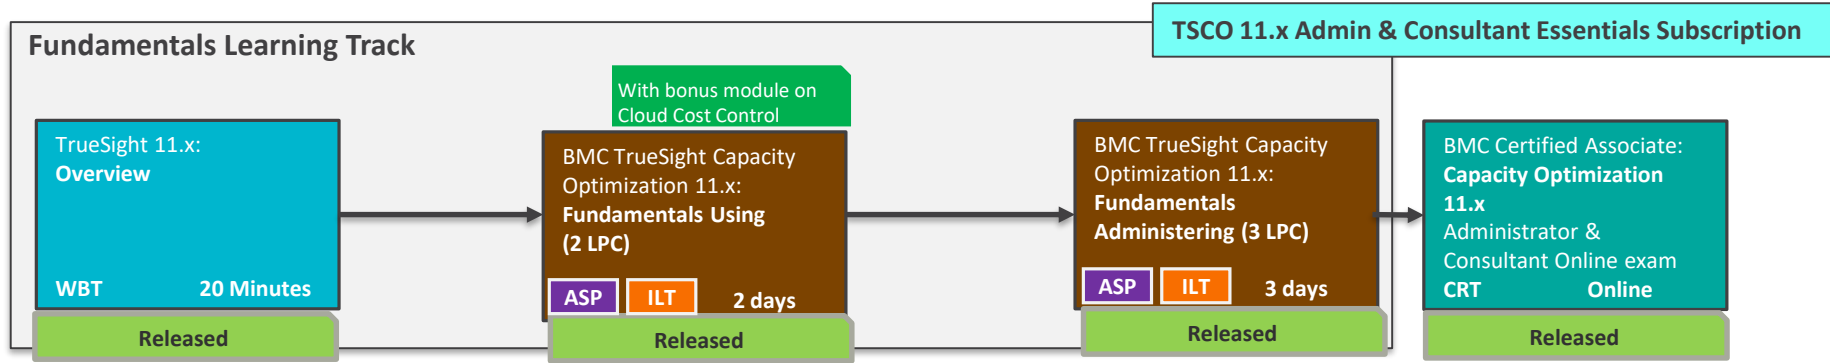 TSCO 11.x Admin & Consultant Essentials Subscription
Fundamentals Learning Track
With bonus module on
Cloud Cost Control
TrueSight 11.x:
Overview
WBT 20 Minutes
Released
BMC TrueSight Capacity
Optimization 11.x:
Fundamentals Using
(2 LPC)
ASP ILT 2 days
Released
BMC TrueSight Capacity
Optimization 11.x:
Fundamentals
Administering (3 LPC)
ASP ILT 3 days
Released
BMC Certified Associate:
Capacity Optimization
11.x
Administrator &
Consultant Online exam
CRT Online
Released